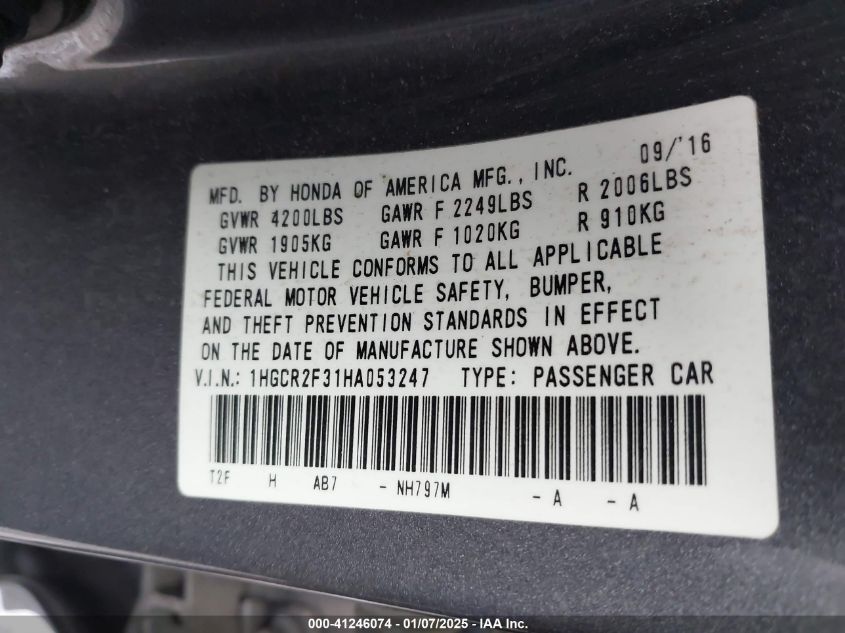 09/'16
MFD. BY HONDA OF AMERICA MFG., INC.
GVWR 4200LBS GAWR F 2249LBS R 2006LBS
GVWR 1905KG GAWR F 1020KG R 910KG
THIS VEHICLE CONFORMS TO ALL APPLICABLE
FEDERAL MOTOR VEHICLE SAFETY, BUMPER,
AND THEFT PREVENTION STANDARDS IN EFFECT
ON THE DATE OF MANUFACTURE SHOWN ABOVE.
V.I.N.: 1HGCR2F31HA053247 TYPE: PASSENGER CAR
T2F H AB7 - NH797M - A - A
000-41246074 - 01/07/2025 - IAAI Inc.